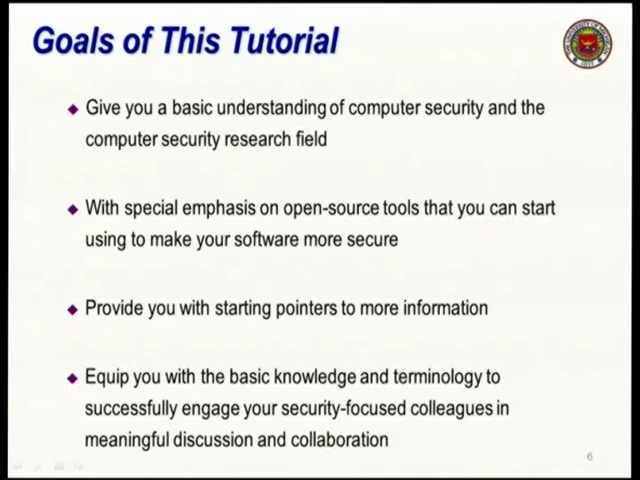 Goals of This Tutorial
Give you a basic understanding of computer security and the
computer security research field
With special emphasis on open-source tools that you can start
using to make your software more secure
Provide you with starting pointers to more information
Equip you with the basic knowledge and terminology to
successfully engage your security-focused colleagues in
meaningful discussion and collaboration
6